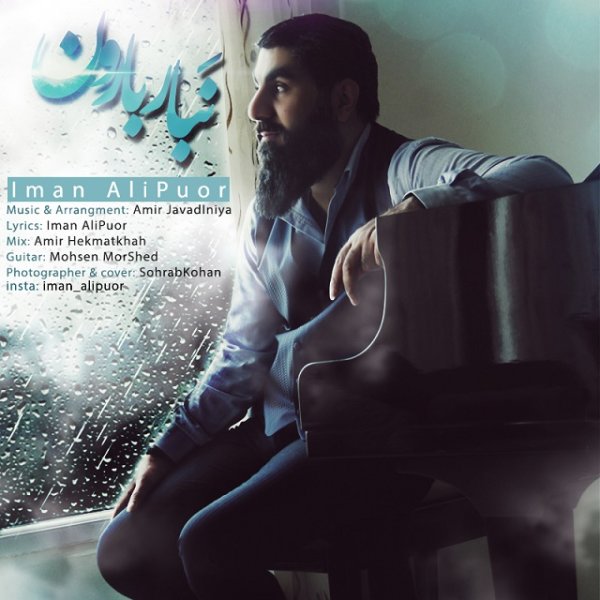 نَبار بارون
Iman AliPuor
Music & Arrangment: Amir JavadIniya
Lyrics: Iman AliPuor
Mix: Amir Hekmatkhah
Guitar: Mohsen MorShed
Photographer & cover: SohrabKohan
insta: iman_alipuor